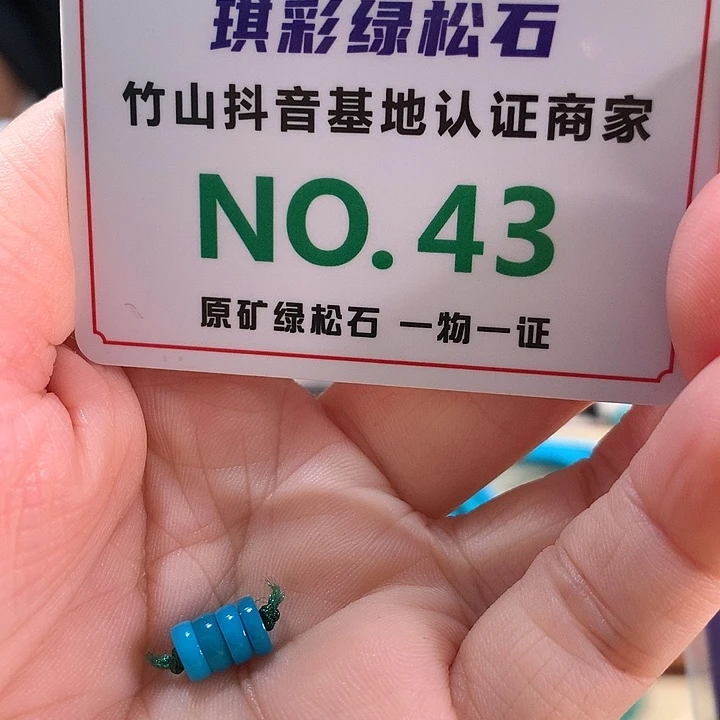 琪彩绿松石
竹山抖音基地认证商家
NO.43
原矿绿松石 一物一证